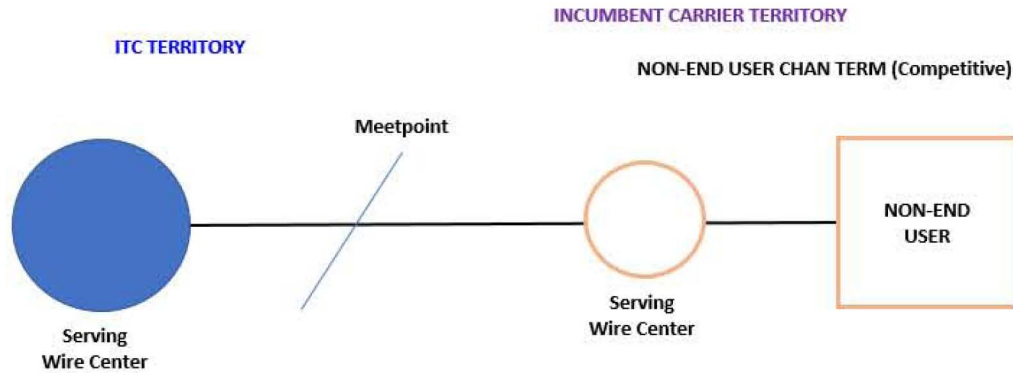 INCUMBENT CARRIER TERRITORY
ITC TERRITORY
NON-END USER CHAN TERM (Competitive)
Meetpoint
NON-END
USER
Serving
Wire Center
Serving
Wire Center